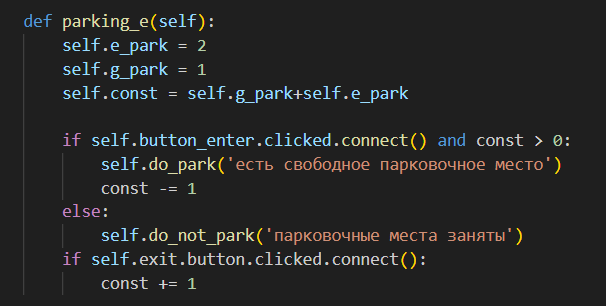 def parking_e(self):
    self.e_park = 2
    self.g_park = 1
    self.const = self.g_park+self.e_park

    if self.button_enter.clicked.connect() and const > 0:
        self.do_park('есть свободное парковочное место')
        const -= 1
    else:
        self.do_not_park('парковочные места заняты')
    if self.exit.button.clicked.connect():
        const += 1